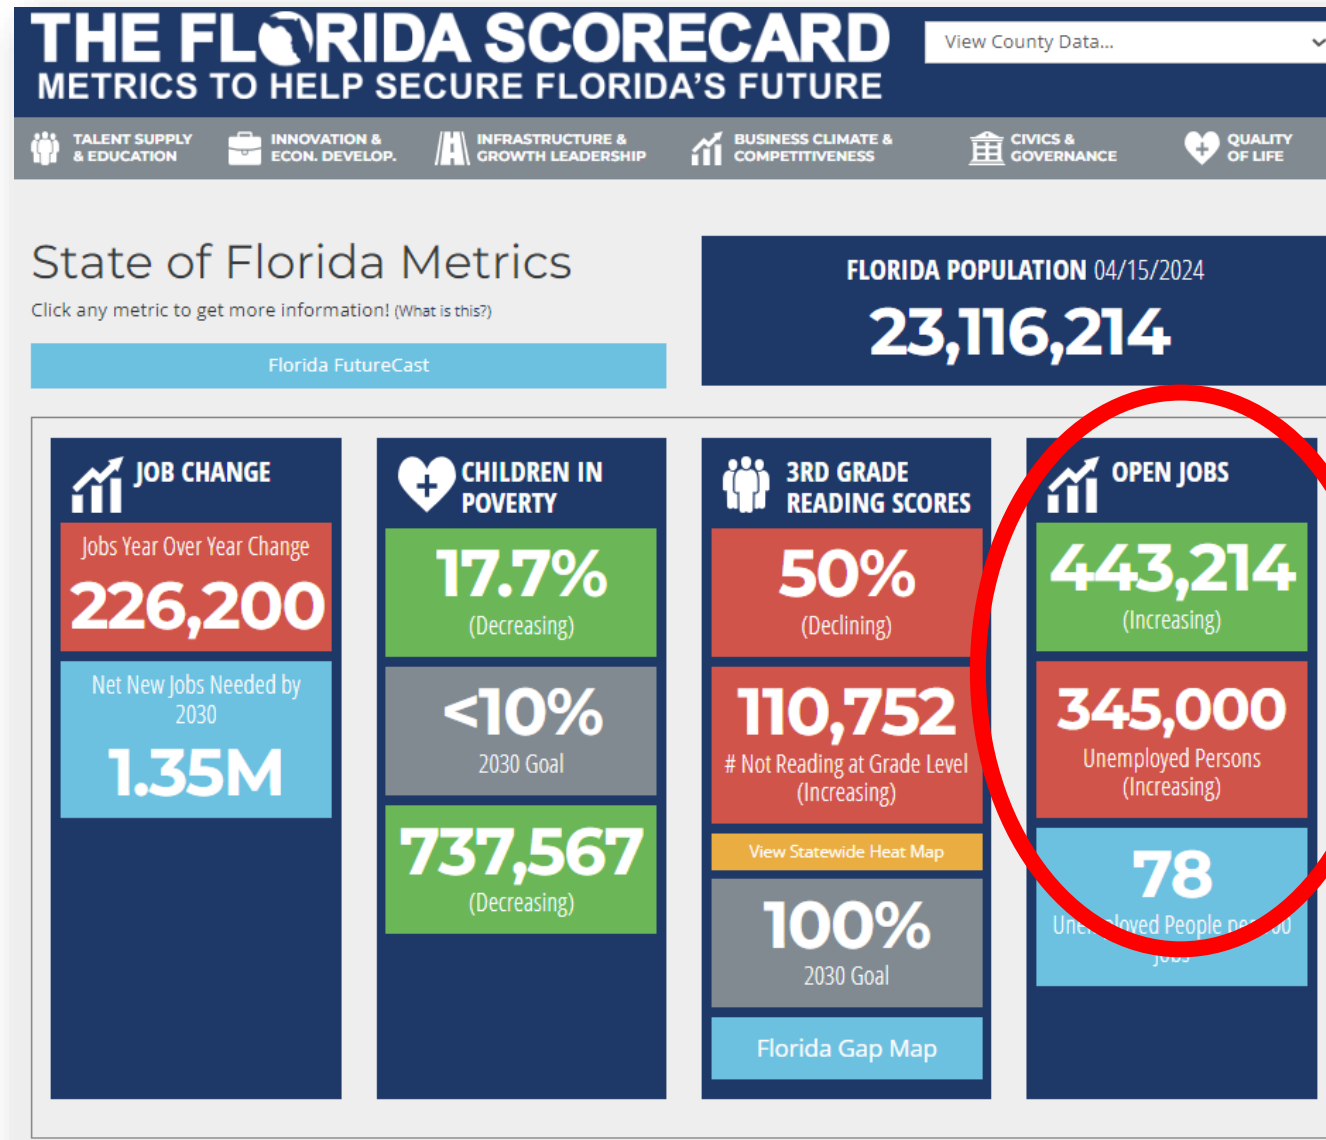 THE FLORIDA SCORECARD
METRICS TO HELP SECURE FLORIDA'S FUTURE
View County Data...
TALENT SUPPLY
& EDUCATION
INNOVATION &
ECON. DEVELOP.
INFRASTRUCTURE &
GROWTH LEADERSHIP
BUSINESS CLIMATE &
COMPETITIVENESS
CIVICS &
GOVERNANCE
QUALITY
OF LIFE
State of Florida Metrics
Click any metric to get more information! (What is this?)
Florida FutureCast
FLORIDA POPULATION 04/15/2024
23,116,214
JOB CHANGE
Jobs Year Over Year Change
226,200
Net New Jobs Needed by
2030
1.35M
CHILDREN IN
POVERTY
17.7%
(Decreasing)
<10%
2030 Goal
737,567
(Decreasing)
3RD GRADE
READING SCORES
50%
(Declining)
110,752
# Not Reading at Grade Level
(Increasing)
View Statewide Heat Map
100%
2030 Goal
Florida Gap Map
OPEN JOBS
443,214
(Increasing)
345,000
Unemployed Persons
(Increasing)
78
Unemployed People
Jobs